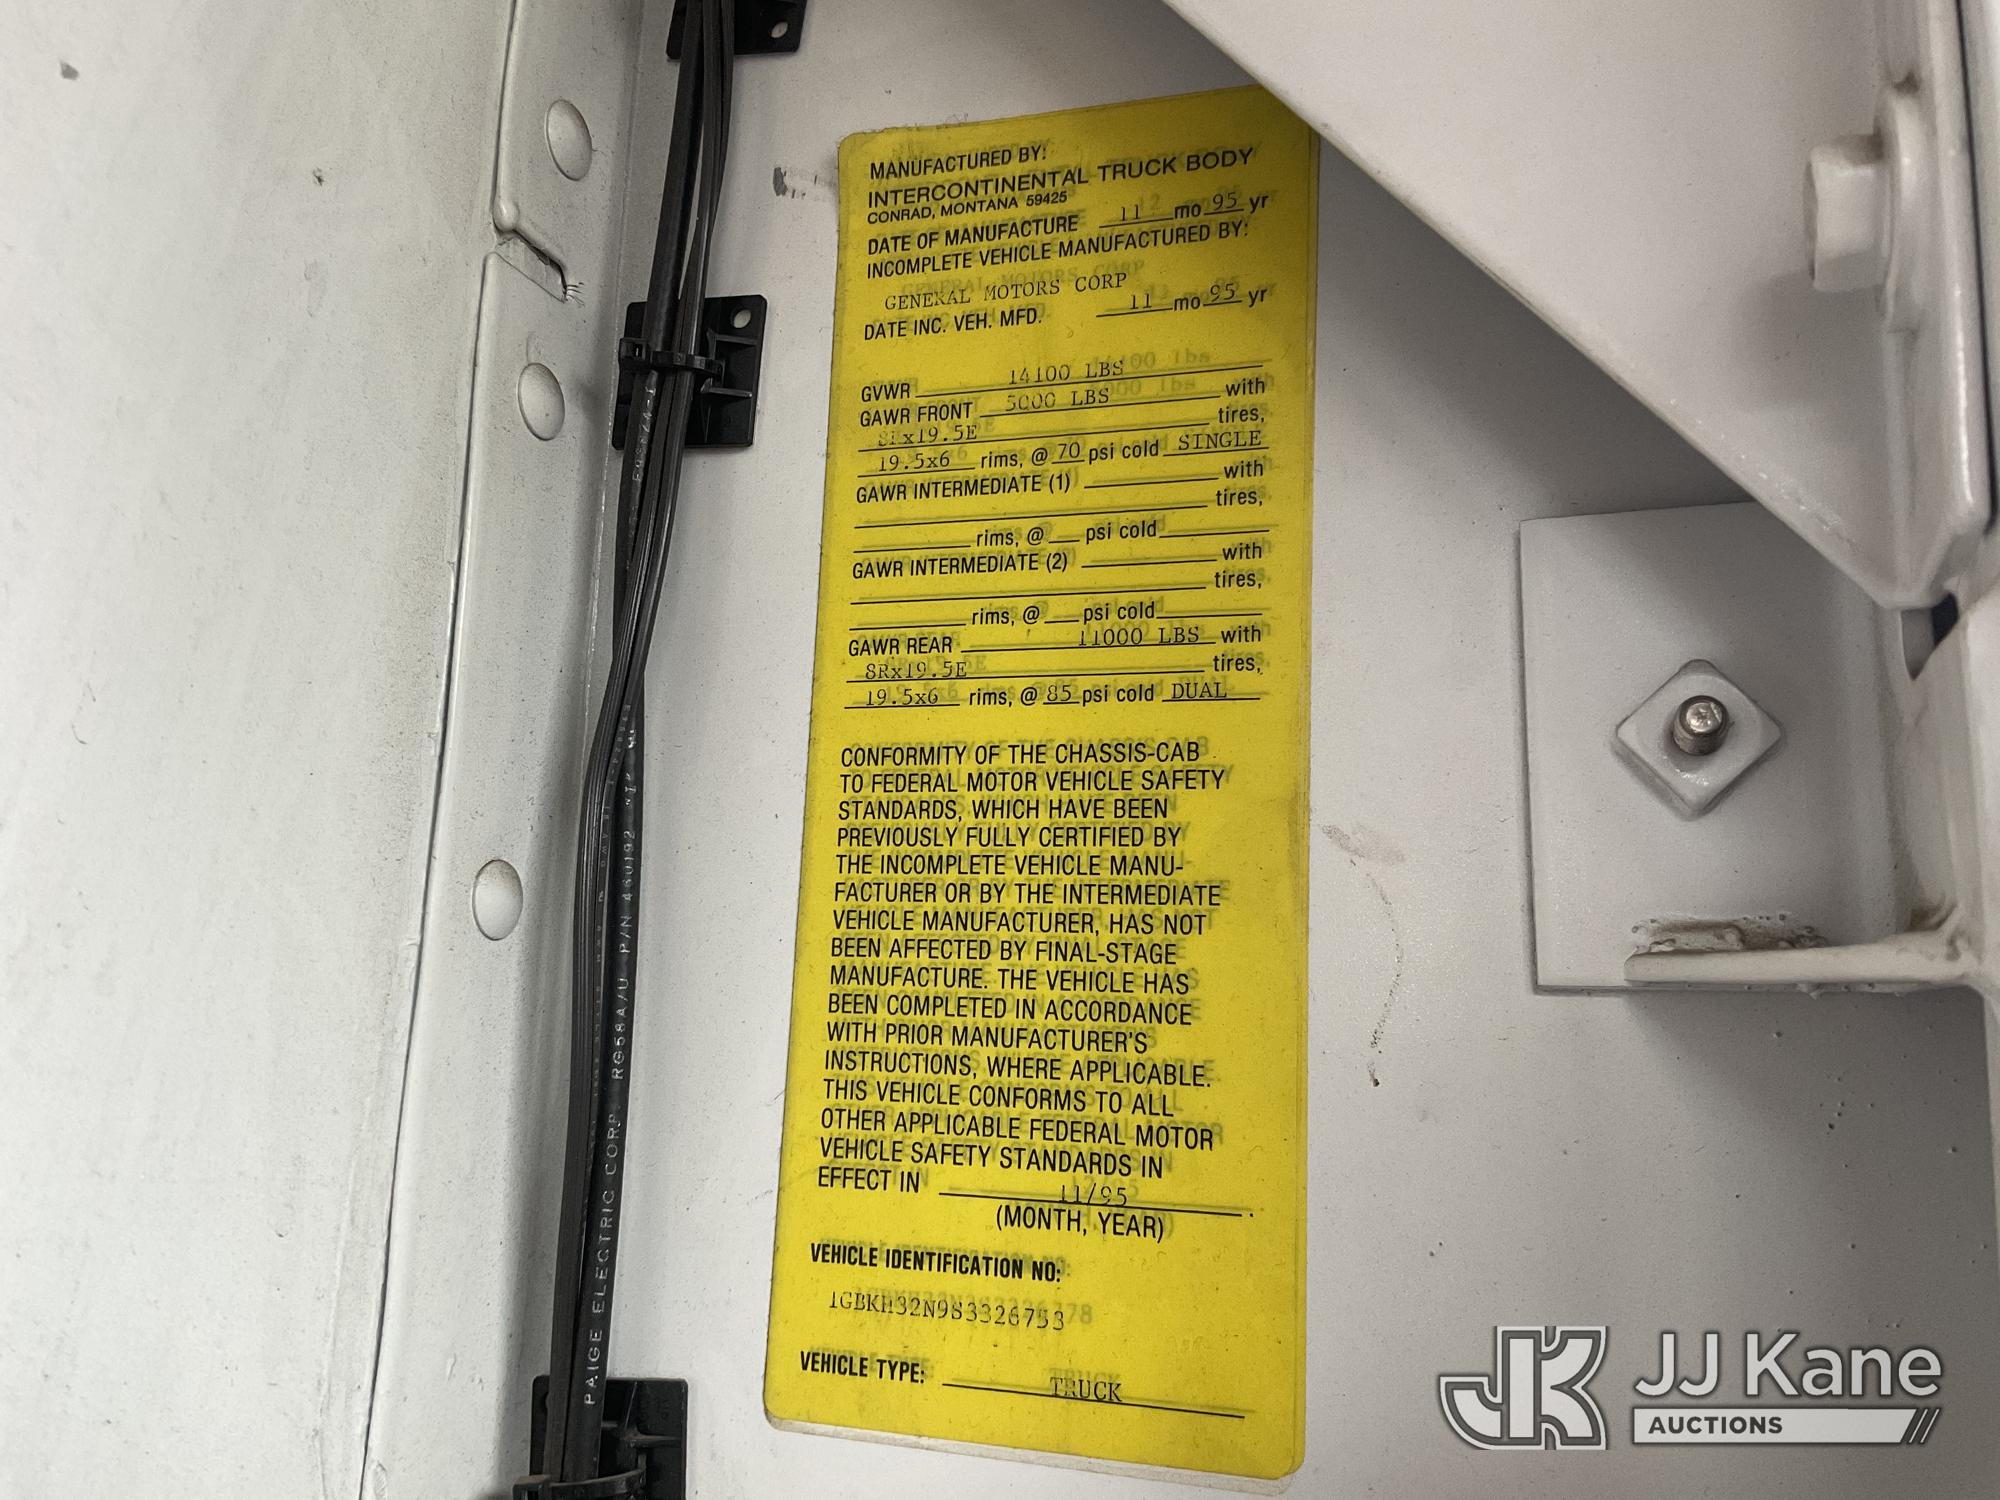 MANUFACTURED BY:
INTERCONTINENTAL TRUCK BODY
CONRAD, MONTANA 59425
DATE OF MANUFACTURE 11 mo 95 yr
INCOMPLETE VEHICLE MANUFACTURED BY:
GENERAL MOTORS CORP
DATE INC. VEH. MFD. 11 mo 95 yr
GVWR 14100 LBS
GAWR FRONT 5000 LBS with
8Rx19.5E tires,
19.5x6 rims, @ 70 psi cold SINGLE
GAWR INTERMEDIATE (1) with
tires,
rims, @ psi cold
GAWR INTERMEDIATE (2) with
tires,
rims, @ psi cold
GAWR REAR 11000 LBS with
8Rx19.5E tires,
19.5x6 rims, @ 85 psi cold DUAL
CONFORMITY OF THE CHASSIS-CAB
TO FEDERAL MOTOR VEHICLE SAFETY
STANDARDS, WHICH HAVE BEEN
PREVIOUSLY FULLY CERTIFIED BY
THE INCOMPLETE VEHICLE MANU-
FACTURER OR BY THE INTERMEDIATE
VEHICLE MANUFACTURER, HAS NOT
BEEN AFFECTED BY FINAL-STAGE
MANUFACTURE. THE VEHICLE HAS
BEEN COMPLETED IN ACCORDANCE
WITH PRIOR MANUFACTURER'S
INSTRUCTIONS, WHERE APPLICABLE.
THIS VEHICLE CONFORMS TO ALL
OTHER APPLICABLE FEDERAL MOTOR
VEHICLE SAFETY STANDARDS IN
EFFECT IN 11/95.
(MONTH, YEAR)
VEHICLE IDENTIFICATION NO:
1GBKH32N9S3326753
VEHICLE TYPE: TRUCK
PAIGE ELECTRIC CORP. RG58A/U P/N 460192
JK JJ Kane
AUCTIONS